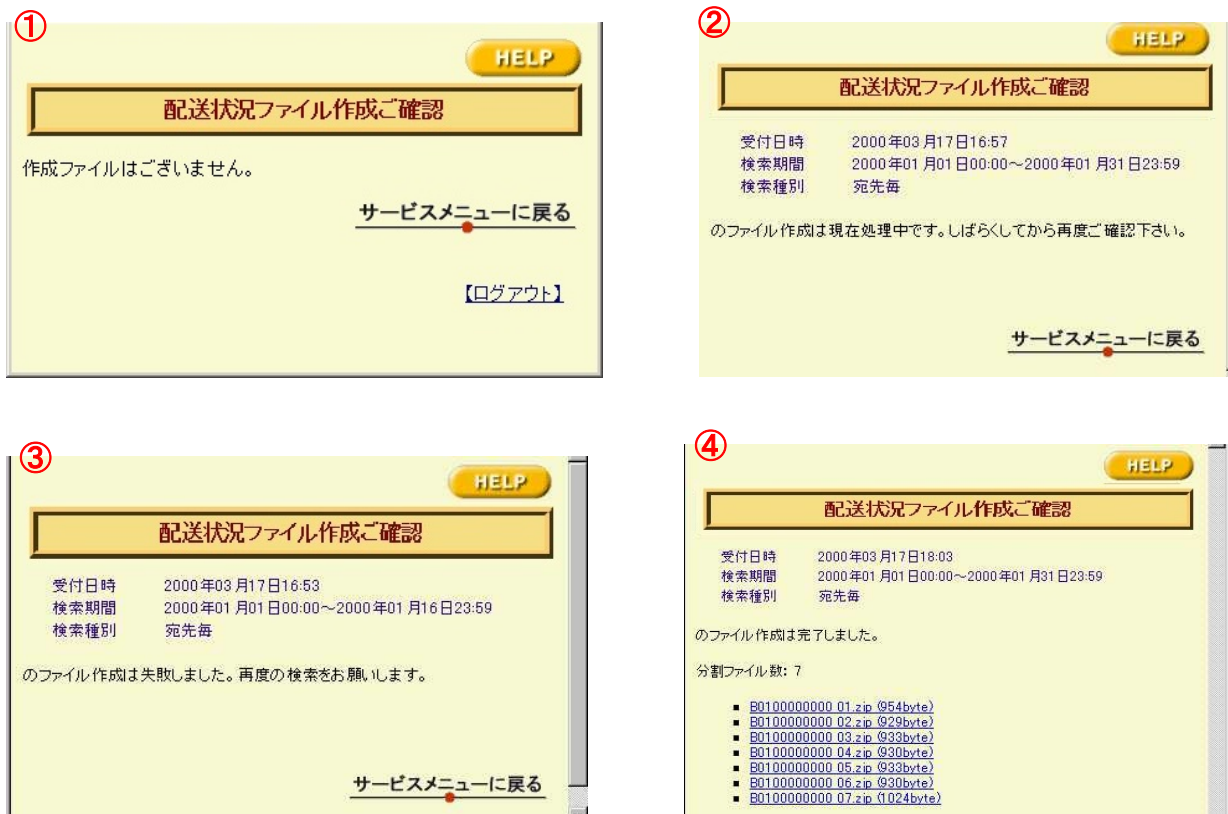 ①
HELP
配送状況ファイル作成ご確認
作成ファイルはございません。
サービスメニューに戻る
【ログアウト】
②
HELP
配送状況ファイル作成ご確認
受付日時 2000年03月17日16:57
検索期間 2000年01月01日00:00～2000年01月31日23:59
検索種別 宛先毎
のファイル作成は現在処理中です。しばらくしてから再度ご確認下さい。
サービスメニューに戻る
③
HELP
配送状況ファイル作成ご確認
受付日時 2000年03月17日16:53
検索期間 2000年01月01日00:00～2000年01月16日23:59
検索種別 宛先毎
のファイル作成は失敗しました。再度の検索をお願いします。
サービスメニューに戻る
④
HELP
配送状況ファイル作成ご確認
受付日時 2000年03月17日18:03
検索期間 2000年01月01日00:00～2000年01月31日23:59
検索種別 宛先毎
のファイル作成は完了しました。
分割ファイル数: 7
B0100000000 01.zip (954byte)
B0100000000 02.zip (929byte)
B0100000000 03.zip (933byte)
B0100000000 04.zip (930byte)
B0100000000 05.zip (933byte)
B0100000000 06.zip (930byte)
B0100000000 07.zip (1024byte)